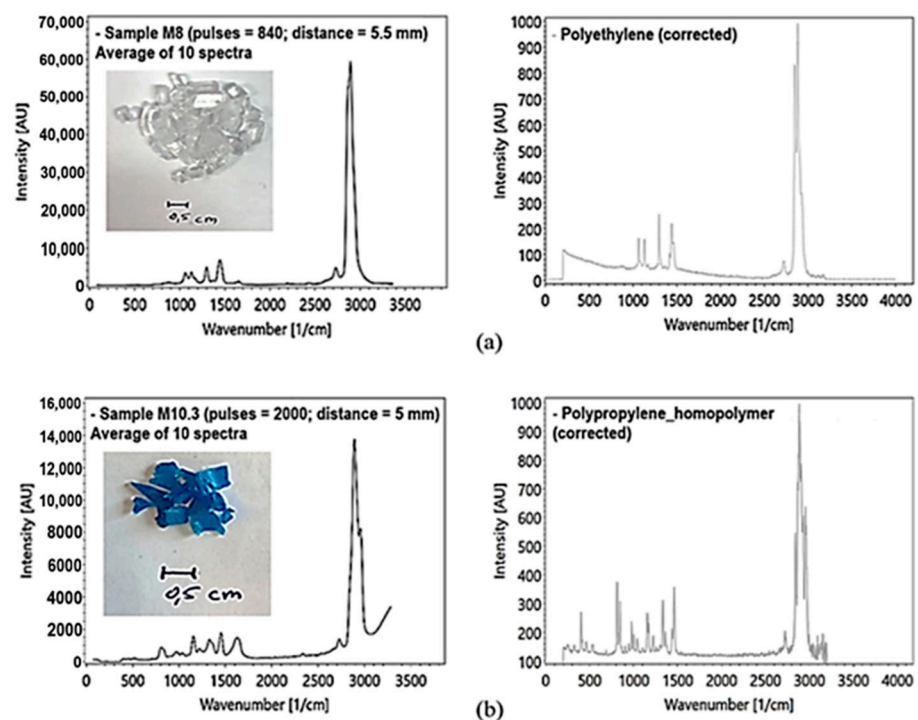 - Sample M8 (pulses = 840; distance = 5.5 mm)
Average of 10 spectra
70,000
60,000
50,000
40,000
30,000
20,000
10,000
0
Intensity [AU]
0,5 cm
0 500 1000 1500 2000 2500 3000 3500
Wavenumber [1/cm]
- Polyethylene (corrected)
1000
900
800
700
600
500
400
300
200
100
0
Intensity [AU]
0 1000 1500 2000 2500 3000 3500 4000
Wavenumber [1/cm]
(a)
- Sample M10.3 (pulses = 2000; distance = 5 mm)
Average of 10 spectra
16,000
14,000
12,000
10,000
8000
6000
4000
2000
0
Intensity [AU]
0,5 cm
0 500 1000 1500 2000 2500 3000 3500
Wavenumber [1/cm]
- Polypropylene_homopolymer
(corrected)
1000
900
800
700
600
500
400
300
200
100
Intensity [AU]
0 500 1000 1500 2000 2500 3000 3500 4000
Wavenumber [1/cm]
(b)